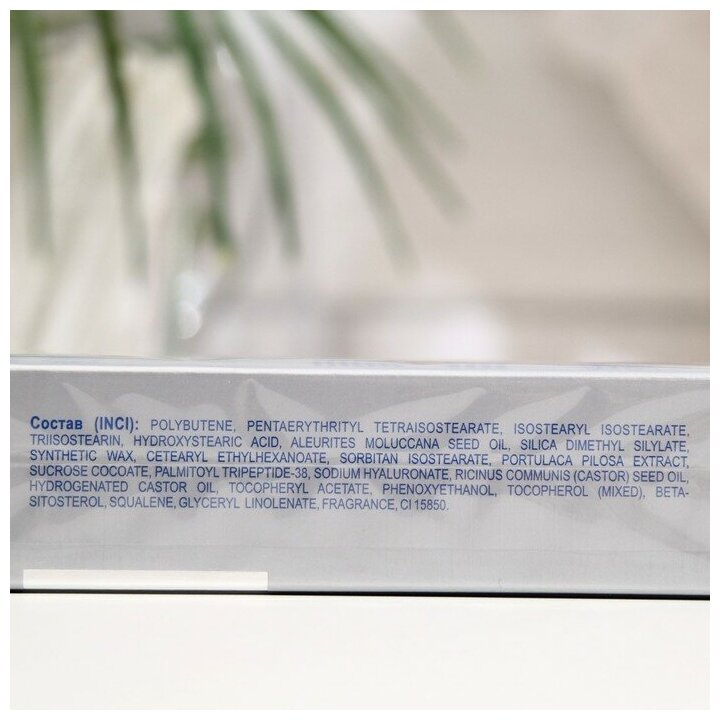 Состав (INCI): POLYBUTENE, PENTAERYTHRITYL TETRAISOSTEARATE, ISOSTEARYL ISOSTEARATE,
TRIISOSTEARIN, HYDROXYSTEARIC ACID, ALEURITES MOLUCCANA SEED OIL, SILICA DIMETHYL SILYLATE,
SYNTHETIC WAX, CETEARYL ETHYLHEXANOATE, SORBITAN ISOSTEARATE, PORTULACA PILOSA EXTRACT,
SUCROSE COCOATE, PALMITOYL TRIPEPTIDE-38, SODIUM HYALURONATE, RICINUS COMMUNIS (CASTOR) SEED OIL,
HYDROGENATED CASTOR OIL, TOCOPHERYL ACETATE, PHENOXYETHANOL, TOCOPHEROL (MIXED), BETA-
SITOSTEROL, SQUALENE, GLYCERYL LINOLENATE, FRAGRANCE, CI 15850.